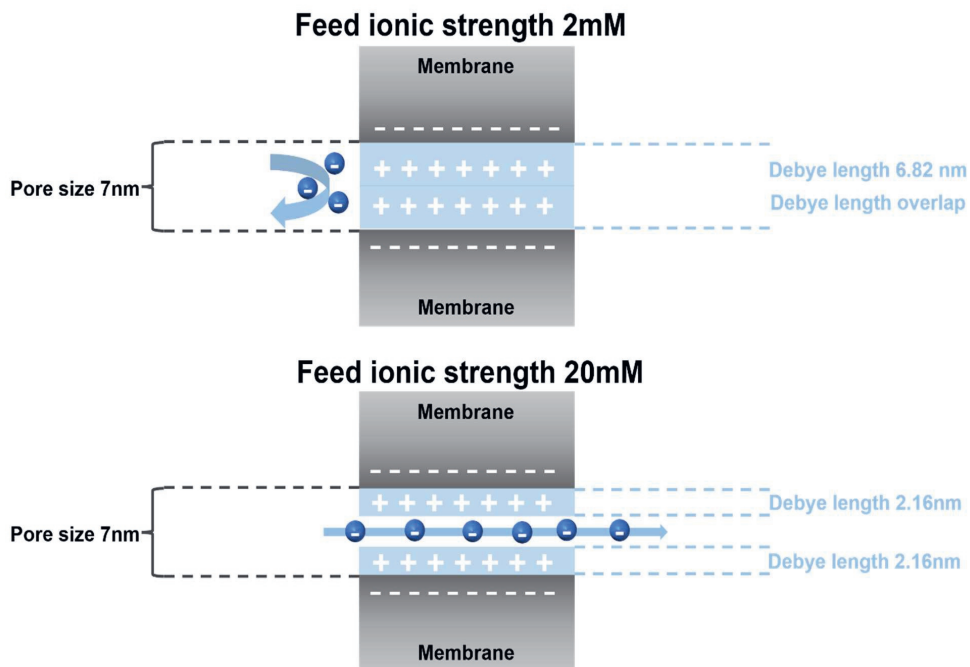 Feed ionic strength 2mM
Membrane
Pore size 7nm
Debye length 6.82 nm
Debye length overlap
Membrane
Feed ionic strength 20mM
Membrane
Debye length 2.16nm
Pore size 7nm
Debye length 2.16nm
Membrane